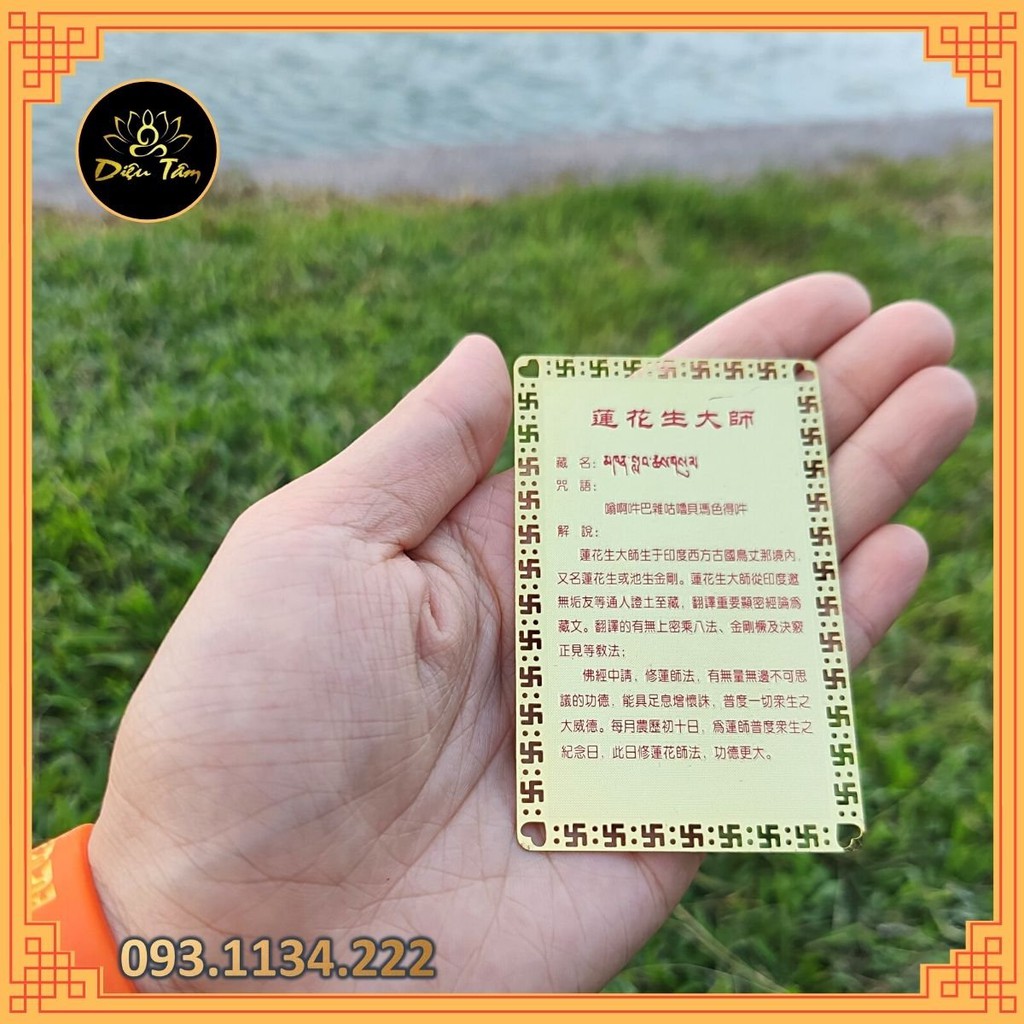 Diệu Tâm
蓮花生大師
藏 名:
咒 語:
嗡啊吽巴雜咕嚕貝瑪色得吽
解 說:
蓮花生大師生于印度西方古國烏丈那境內,
又名蓮花生或池生金剛。蓮花生大師從印度邀
無垢友等通人證士至藏, 翻譯重要顯密經論為
藏文。翻譯的有無上密乘八法、金剛橛及決竅
正見等教法;
佛經中請, 修蓮師法, 有無量無邊不可思
議的功德, 能具足息增懷誅, 普度一切衆生之
大威德。每月農歷初十日, 爲蓮師普度衆生之
紀念日, 此日修蓮花師法, 功德更大。
093.1134.222